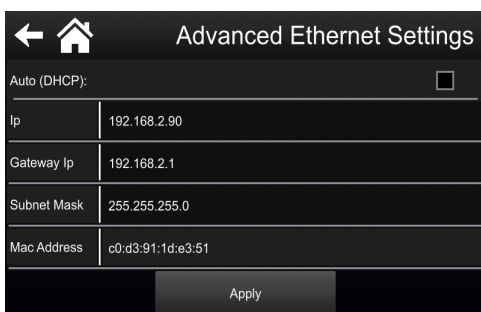 Advanced Ethernet Settings
Auto (DHCP):
Ip 192.168.2.90
Gateway Ip 192.168.2.1
Subnet Mask 255.255.255.0
Mac Address c0:d3:91:1d:e3:51
Apply